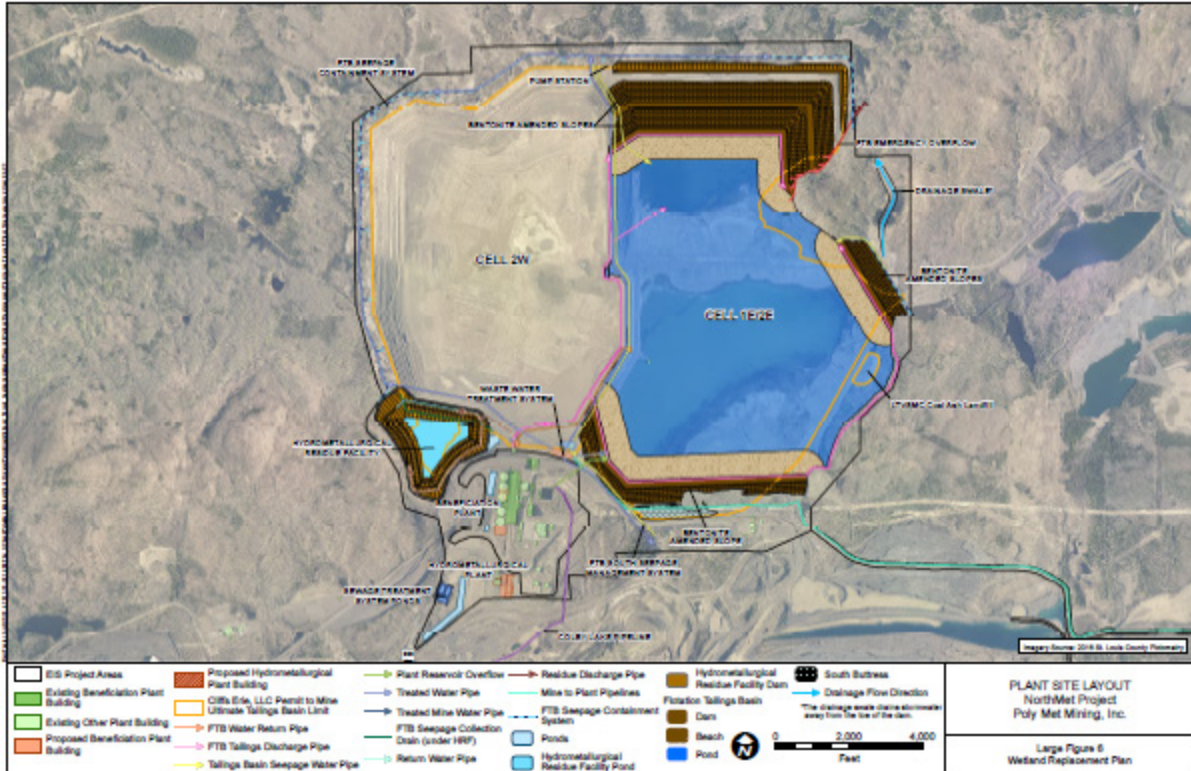 FTB SEEPAGE
CONTAINMENT SYSTEM
PUMP STATION
BENTONITE AMENDED SLOPES
FTB EMERGENCY OVERFLOW
DRAINAGE SWALE*
CELL 2W
BENTONITE
AMENDED SLOPES
CELL 1E/2E
WASTE WATER
TREATMENT SYSTEM
LTVSMC Coal Ash Landfill
HYDROMETALLURGICAL
RESIDUE FACILITY
BENEFICIATION
PLANT
BENTONITE
AMENDED SLOPE
HYDROMETALLURGICAL
PLANT
FTB SOUTH SEEPAGE
MANAGEMENT SYSTEM
SEWAGE TREATMENT
SYSTEM PONDS
COLBY LAKE PIPELINE
Imagery Source: St. Louis County Pictometry
EIS Project Areas
Existing Beneficiation Plant
Building
Existing Other Plant Building
Proposed Beneficiation Plant
Building
Proposed Hydrometallurgical
Plant Building
Cliffs Erie, LLC Permit to Mine
Ultimate Tailings Basin Limit
FTB Water Return Pipe
FTB Tailings Discharge Pipe
Tailings Basin Seepage Water Pipe
Plant Reservoir Overflow
Treated Water Pipe
Treated Mine Water Pipe
FTB Seepage Collection
Drain (under HRF)
Return Water Pipe
Residue Discharge Pipe
Mine to Plant Pipelines
FTB Seepage Containment
System
Ponds
Hydrometallurgical
Residue Facility Pond
Hydrometallurgical
Residue Facility Dam
Flotation Tailings Basin
Dam
Beach
Pond
South Buttress
Drainage Flow Direction
*The drainage swale drains stormwater
away from the toe of the dam.
N
0 2,000 4,000
Feet
PLANT SITE LAYOUT
NorthMet Project
Poly Met Mining, Inc.
Large Figure 6
Wetland Replacement Plan